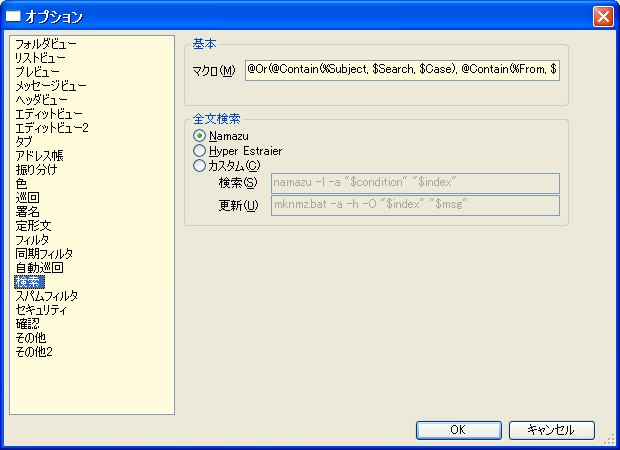 オプション
フォルダビュー
リストビュー
プレビュー
メッセージビュー
ヘッダビュー
エディットビュー
エディットビュー2
タブ
アドレス帳
振り分け
色
巡回
署名
定形文
フィルタ
同期フィルタ
自動巡回
検索
スパムフィルタ
セキュリティ
確認
その他
その他2
基本
マクロ(M) @Or(@Contain(%Subject, $Search, $Case), @Contain(%From, $
全文検索
Namazu
Hyper Estraier
カスタム(C)
検索(S) namazu -l -a "$condition" "$index"
更新(U) mknmz.bat -a -h -O "$index" "$msg"
OK キャンセル